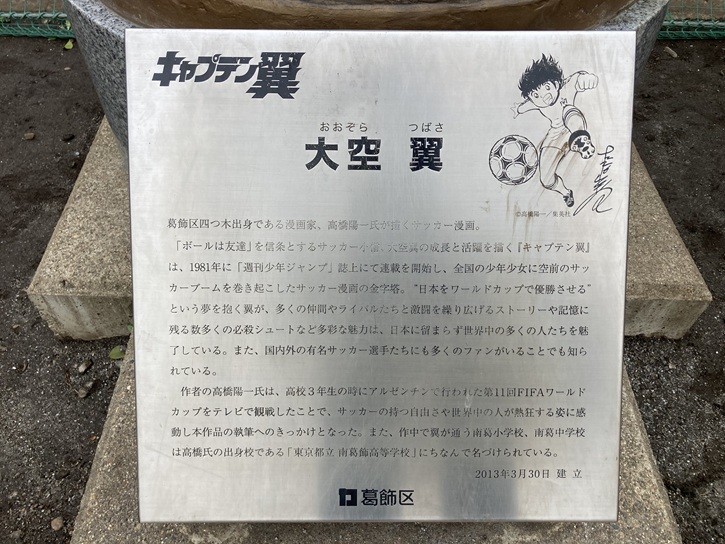 キャプテン翼
おおぞら つばさ
大空 翼
©高橋陽一／集英社
葛飾区四つ木出身である漫画家、高橋陽一氏が描くサッカー漫画。
「ボールは友達」を信条とするサッカー小僧、大空翼の成長と活躍を描く『キャプテン翼』
は、1981年に「週刊少年ジャンプ」誌上にて連載を開始し、全国の少年少女に空前のサッ
カーブームを巻き起こしたサッカー漫画の金字塔。“日本をワールドカップで優勝させる”
という夢を抱く翼が、多くの仲間やライバルたちと激闘を繰り広げるストーリーや記憶に
残る数多くの必殺シュートなど多彩な魅力は、日本に留まらず世界中の多くの人たちを魅
了している。また、国内外の有名サッカー選手たちにも多くのファンがいることでも知ら
れている。
作者の高橋陽一氏は、高校３年生の時にアルゼンチンで行われた第11回FIFAワールド
カップをテレビで観戦したことで、サッカーの持つ自由さや世界中の人が熱狂する姿に感
動し本作品の執筆へのきっかけとなった。また、作中で翼が通う南葛小学校、南葛中学校
は高橋氏の出身校である「東京都立 南葛飾高等学校」にちなんで名づけられている。
2013年3月30日 建 立
葛飾区